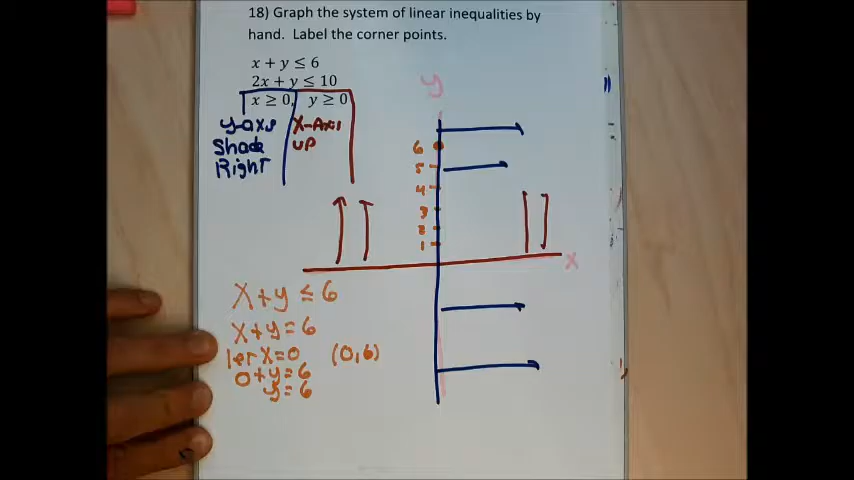 18) Graph the system of linear inequalities by
hand. Label the corner points.
x + y ≤ 6
2x + y ≤ 10
x ≥ 0, y ≥ 0
y-axis X-Axis
Shade UP
Right
y
6
5
4
3
2
1
x
X+y ≤ 6
X+y = 6
let X=0 (0,6)
0+y=6
y=6